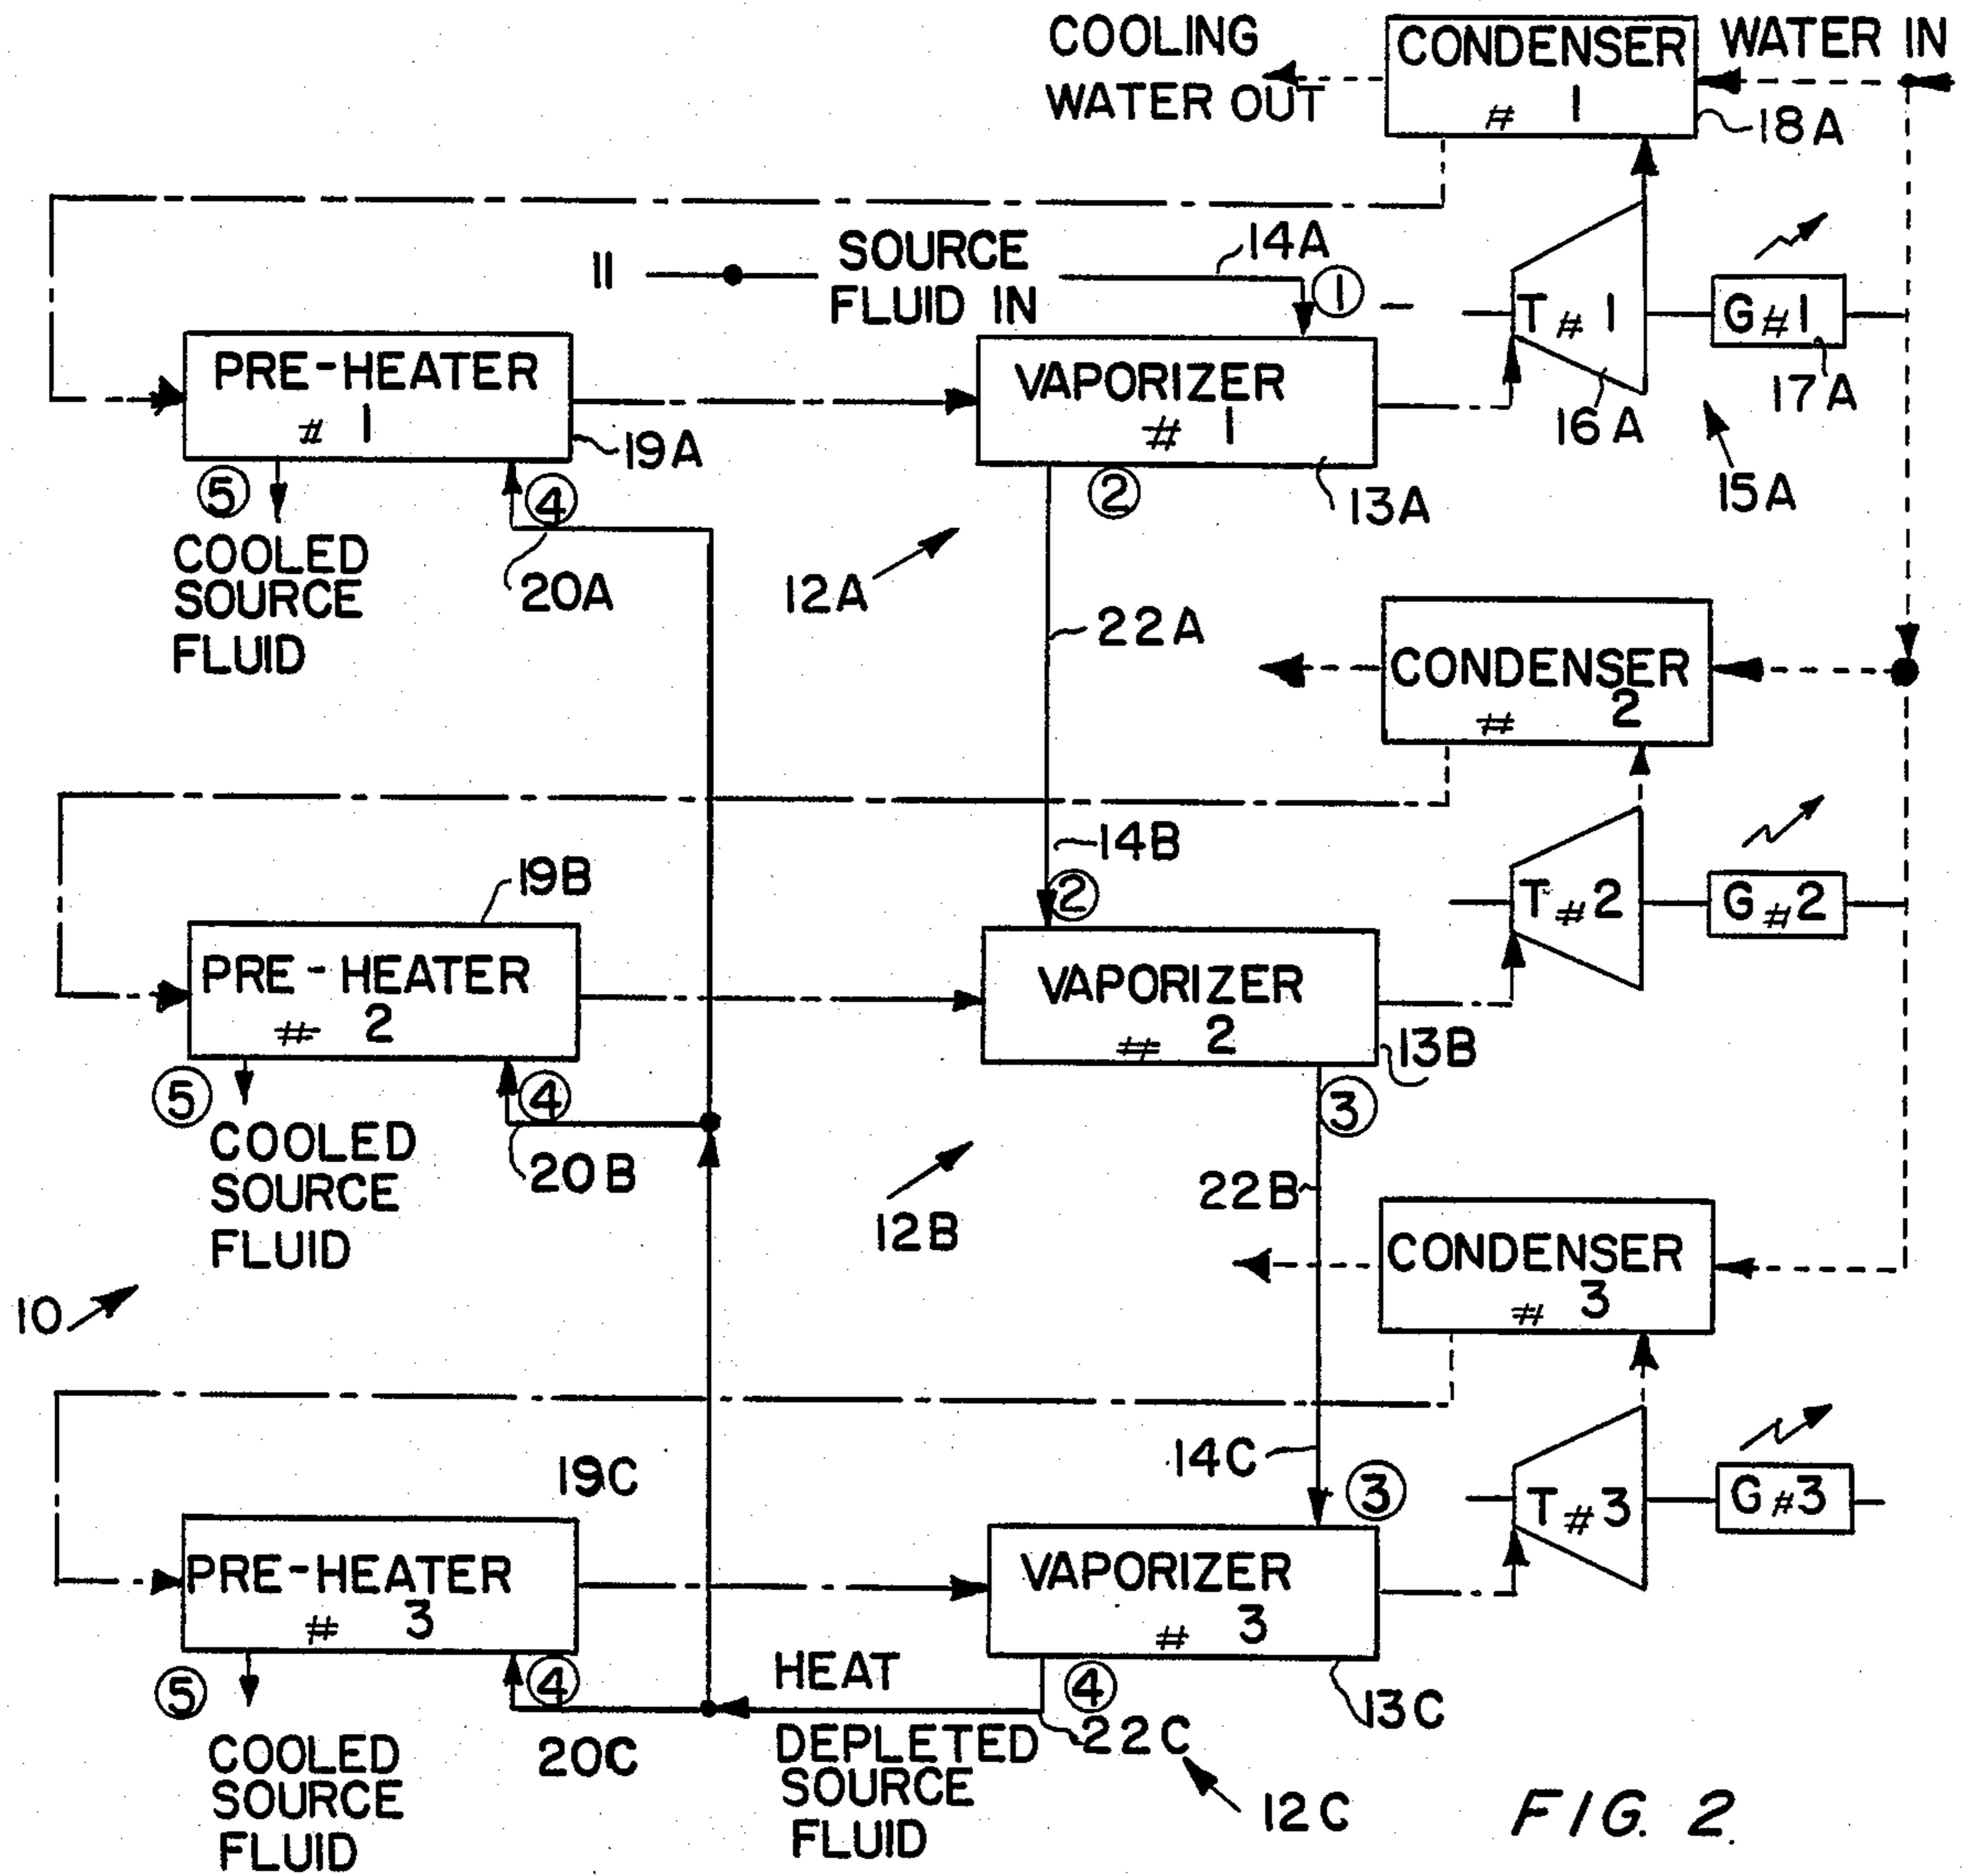 COOLING
WATER OUT
CONDENSER
# 1
WATER IN
18A
11
SOURCE
FLUID IN
14A
①
T # 1
G # 1
16A
17A
15A
PRE-HEATER
# 1
19A
VAPORIZER
# 1
13A
⑤
④
②
COOLED
SOURCE
FLUID
20A
12A
22A
CONDENSER
# 2
14B
②
19B
T # 2
G # 2
PRE-HEATER
# 2
VAPORIZER
# 2
13B
⑤
④
③
COOLED
SOURCE
FLUID
20B
12B
22B
CONDENSER
# 3
10
14C
③
19C
T # 3
G # 3
PRE-HEATER
# 3
VAPORIZER
# 3
13C
⑤
④
④
HEAT
DEPLETED
SOURCE
FLUID
22C
COOLED
SOURCE
FLUID
20C
12C
FIG. 2.